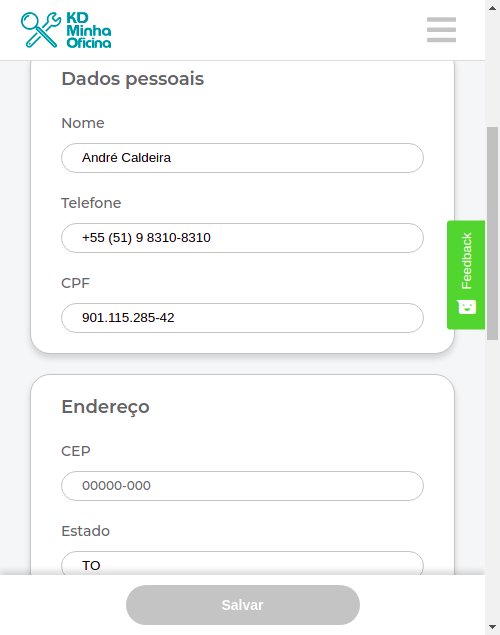 KD
Minha
Oficina
Dados pessoais
Nome
André Caldeira
Telefone
+55 (51) 9 8310-8310
CPF
901.115.285-42
Feedback
Endereço
CEP
00000-000
Estado
TO
Salvar